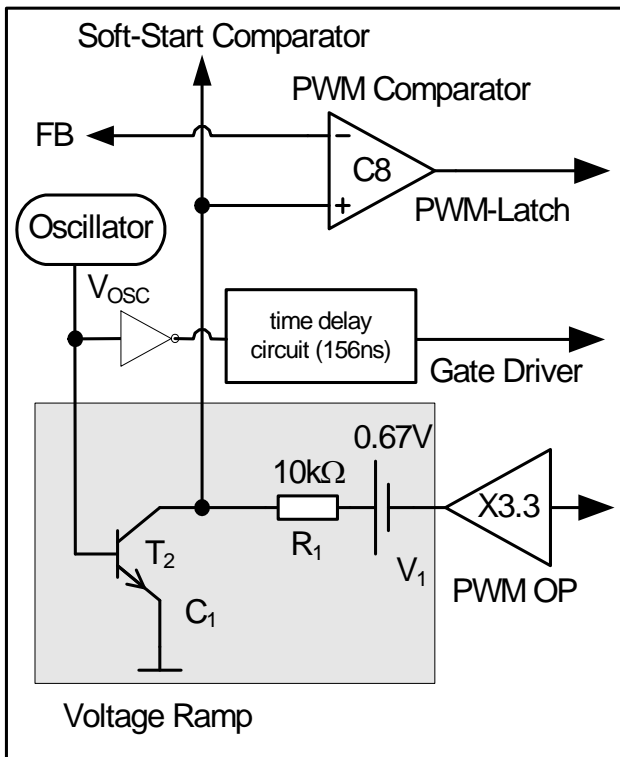 Soft-Start Comparator
PWM Comparator
FB
C8
PWM-Latch
Oscillator
VOSC
time delay
circuit (156ns)
Gate Driver
0.67V
10kΩ
X3.3
R1
T2
V1
PWM OP
C1
Voltage Ramp